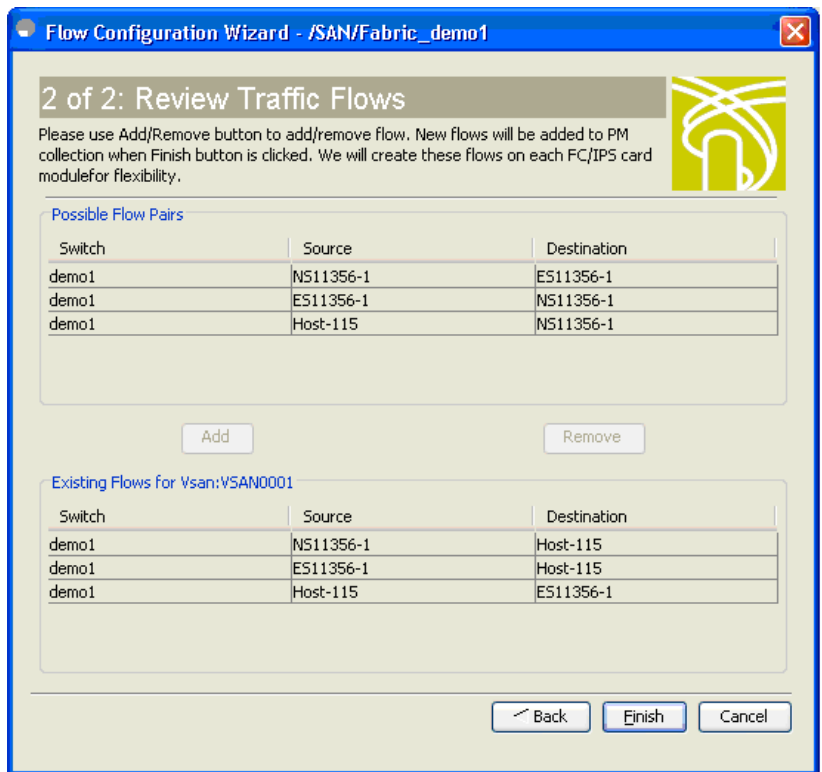 Flow Configuration Wizard - /SAN/Fabric_demo1
2 of 2: Review Traffic Flows
Please use Add/Remove button to add/remove flow. New flows will be added to PM
collection when Finish button is clicked. We will create these flows on each FC/IPS card
modulefor flexibility.
Possible Flow Pairs
Switch Source Destination
demo1 NS11356-1 ES11356-1
demo1 ES11356-1 NS11356-1
demo1 Host-115 NS11356-1
Add Remove
Existing Flows for Vsan:VSAN0001
Switch Source Destination
demo1 NS11356-1 Host-115
demo1 ES11356-1 Host-115
demo1 Host-115 ES11356-1
Back Finish Cancel